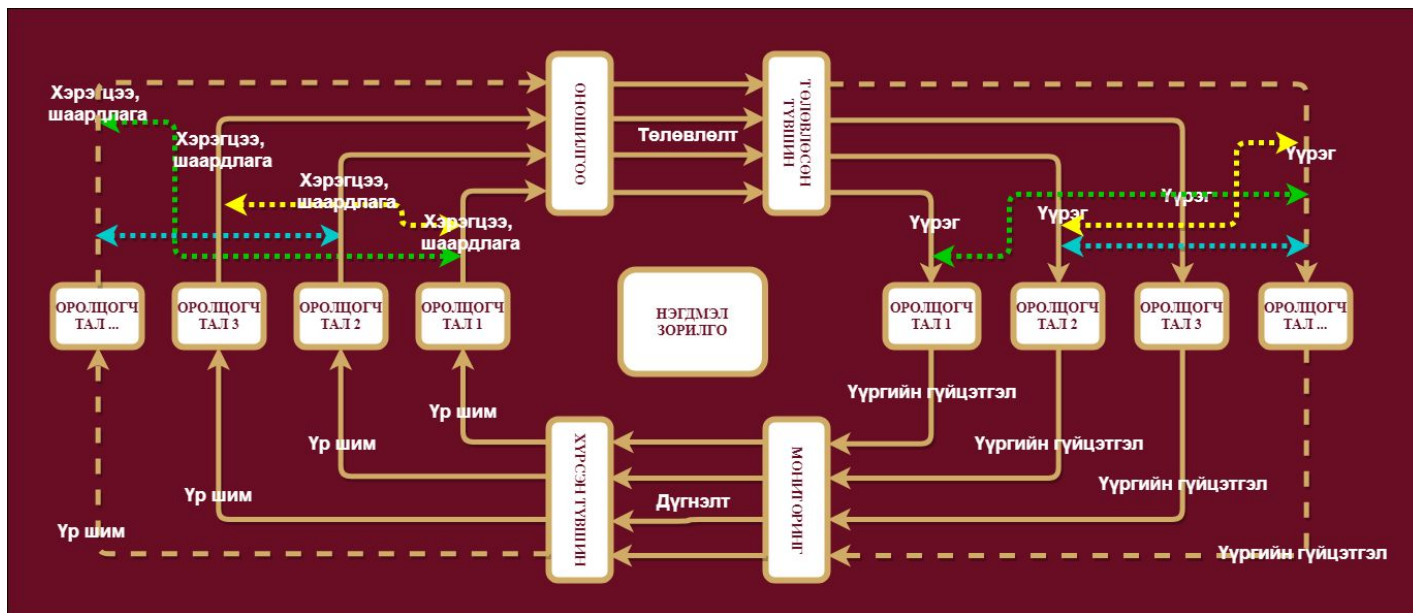 Хэрэгцээ,
шаардлага
Хэрэгцээ,
шаардлага
Хэрэгцээ,
шаардлага
Хэрэгцээ,
шаардлага
ОНОШИЛГОО
Төлөвлөлт
ТӨЛӨВЛӨСӨН
ТҮВШИН
Үүрэг
Үүрэг
Үүрэг
Үүрэг
ОРОЛЦОГЧ
ТАЛ ...
ОРОЛЦОГЧ
ТАЛ 3
ОРОЛЦОГЧ
ТАЛ 2
ОРОЛЦОГЧ
ТАЛ 1
НЭГДМЭЛ
ЗОРИЛГО
ОРОЛЦОГЧ
ТАЛ 1
ОРОЛЦОГЧ
ТАЛ 2
ОРОЛЦОГЧ
ТАЛ 3
ОРОЛЦОГЧ
ТАЛ ...
Үр шим
Үр шим
Үр шим
Үр шим
ХҮРСЭН ТҮВШИН
Дүгнэлт
МОНИТОРИНГ
Үүргийн гүйцэтгэл
Үүргийн гүйцэтгэл
Үүргийн гүйцэтгэл
Үүргийн гүйцэтгэл